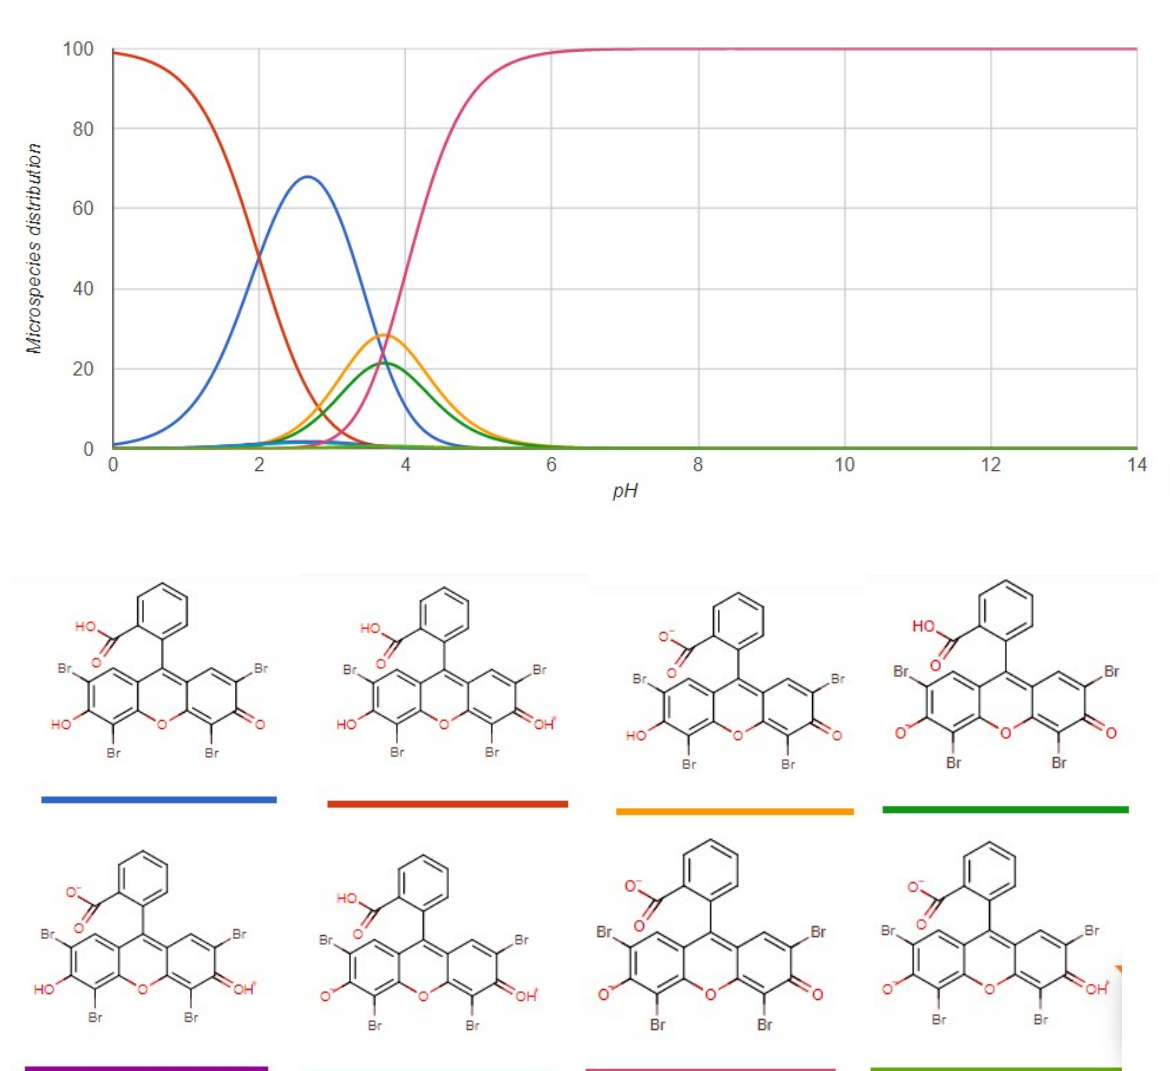 100
80
60
40
20
0
Microspecies distribution
0 2 4 6 8 10 12 14
pH
HO O Br Br HO O O Br Br
HO O Br Br HO O OH+ Br Br
O- O Br Br HO O O Br Br
HO O Br Br O- O O Br Br
O- O Br Br HO O OH+ Br Br
HO O Br Br O- O OH+ Br Br
O- O Br Br O- O O Br Br
O- O Br Br O- O OH+ Br Br